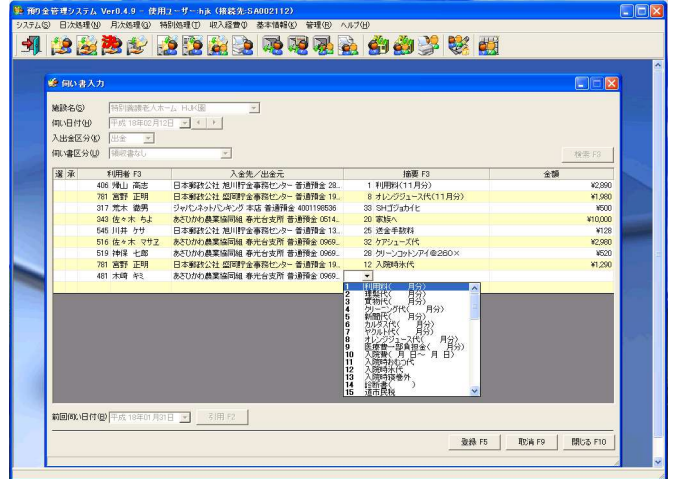 預り金管理システム Ver0.4.9 - 使用ユーザー:hjk (接続先:SA002112)
システム(S) 日次処理(N) 月次処理(G) 特別処理(T) 収入経費(I) 基本情報(K) 管理(P) ヘルプ(H)
伺い書入力
施設名(S) 特別養護老人ホーム HJK園
伺い日付(H) 平成 18年02月12日
入出金区分(K) 出金
伺い書区分(U) 領収書なし
検索 F3
選 承 利用者 F3 入金先/出金元 摘要 F3 金額
406 帰山 高志 日本郵政公社 旭川貯金事務センター 普通預金 28... 1 利用料(11月分) ¥2,890
781 宮野 正明 日本郵政公社 盛岡貯金事務センター 普通預金 19... 8 オレンジジュース代(11月分) ¥1,980
317 荒木 徹男 ジャパンネットバンキング 本店 普通預金 4001198536 33 SHゴジョカイヒ ¥500
343 佐々木 ちよ あさひかわ農業協同組 春光台支所 普通預金 0514... 20 家族へ ¥10,000
545 川井 ケサ 日本郵政公社 旭川貯金事務センター 普通預金 13... 25 送金手数料 ¥128
516 佐々木 マサヱ あさひかわ農業協同組 春光台支所 普通預金 0969... 32 ケアシューズ代 ¥2,980
519 神保 七郎 あさひかわ農業協同組 春光台支所 普通預金 0969... 28 クリーンコットンアイ@260× ¥520
781 宮野 正明 日本郵政公社 盛岡貯金事務センター 普通預金 19... 12 入院時氷代 ¥1,290
481 木崎 キミ あさひかわ農業協同組 春光台支所 普通預金 0969...
1 利用料( 月分)
2 理髪代( 月分)
3 買物代( 月分)
4 クリーニング代( 月分)
5 新聞代( 月分)
6 カルダス代( 月分)
7 ヤクルト代( 月分)
8 オレンジジュース代( 月分)
9 医療費一部負担金( 月分)
10 入院費( 月 日~ 月 日)
11 入院時おむつ代
12 入院時氷代
13 入院時寝巻外
14 診断書( )
15 道市民税
前回伺い日付(B) 平成 18年01月31日 引用 F2
登録 F5 取消 F9 閉じる F10